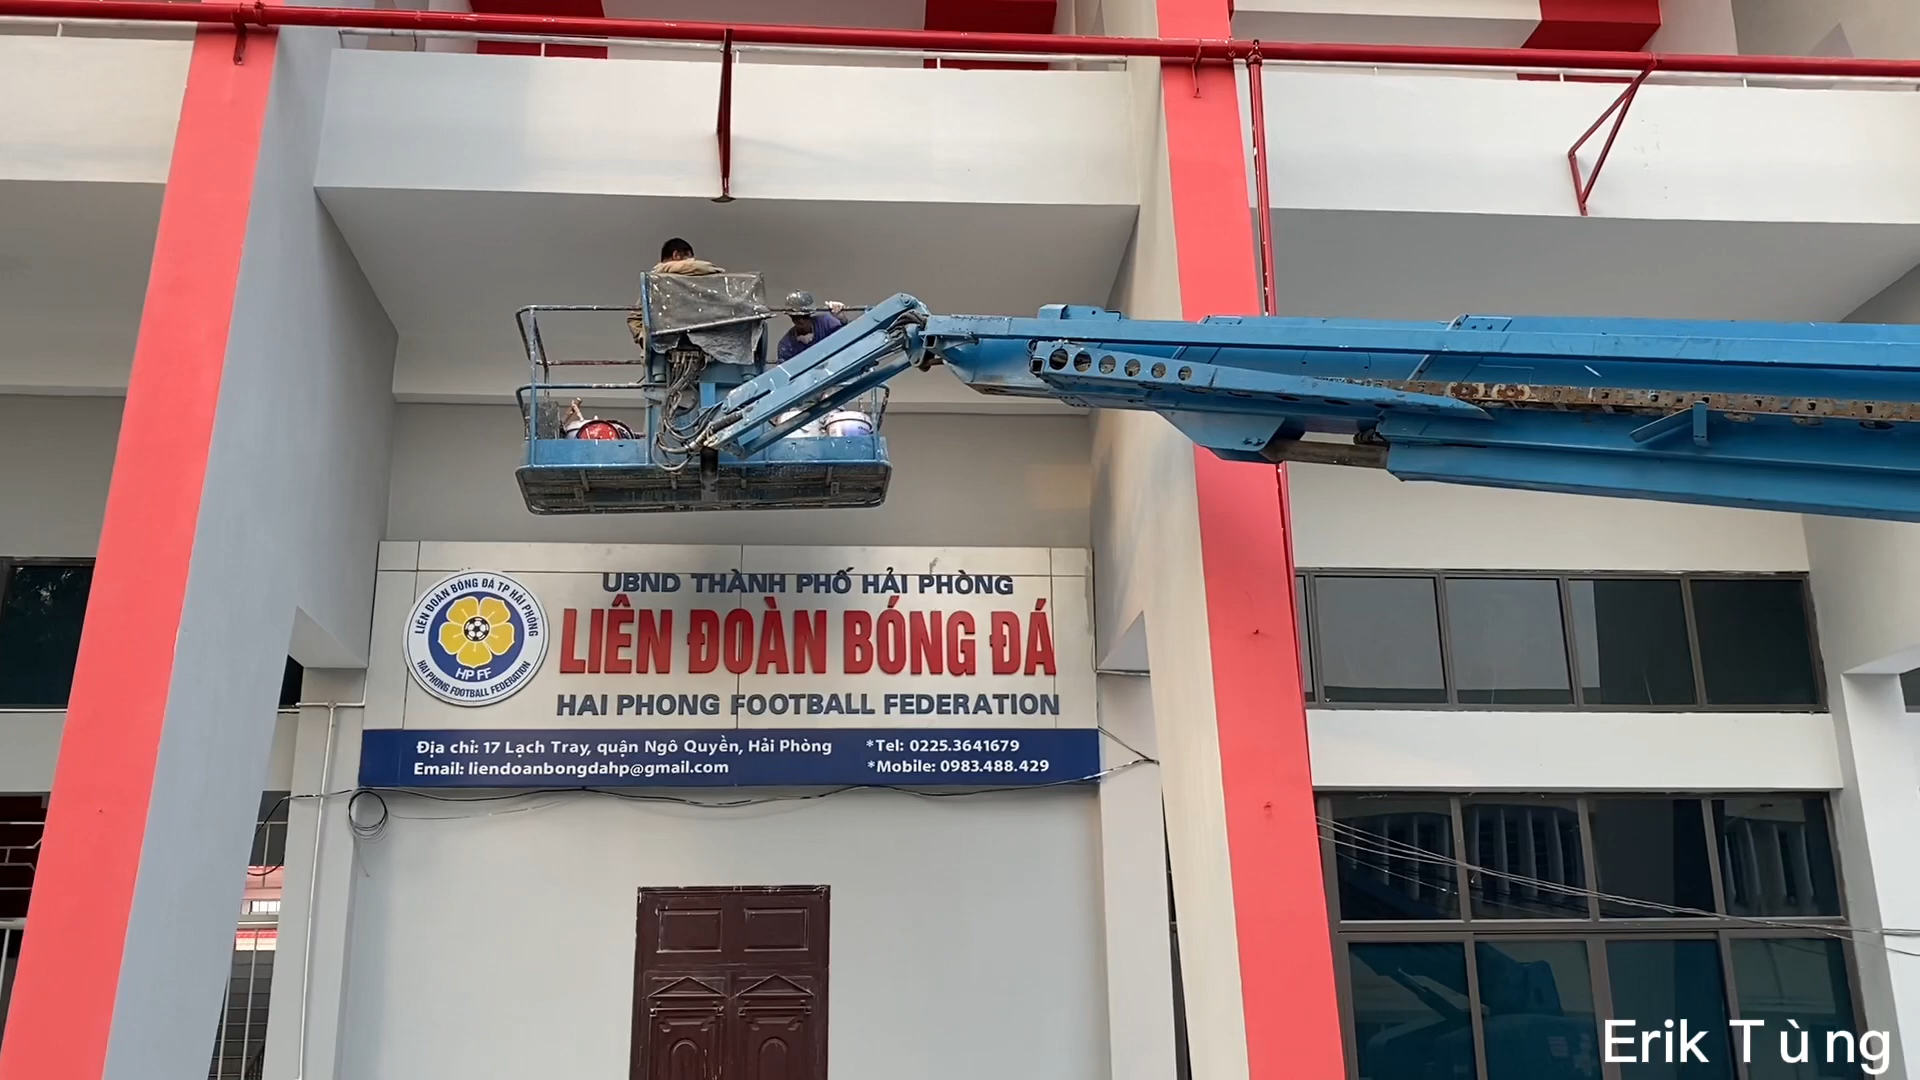 LIÊN ĐOÀN BÓNG ĐÁ TP HẢI PHÒNG
HPFF
HAI PHONG FOOTBALL FEDERATION
UBND THÀNH PHỐ HẢI PHÒNG
LIÊN ĐOÀN BÓNG ĐÁ
HAI PHONG FOOTBALL FEDERATION
Địa chỉ: 17 Lạch Tray, quận Ngô Quyền, Hải Phòng
*Tel: 0225.3641679
Email: liendoanbongdahp@gmail.com
*Mobile: 0983.488.429
Erik Tùng